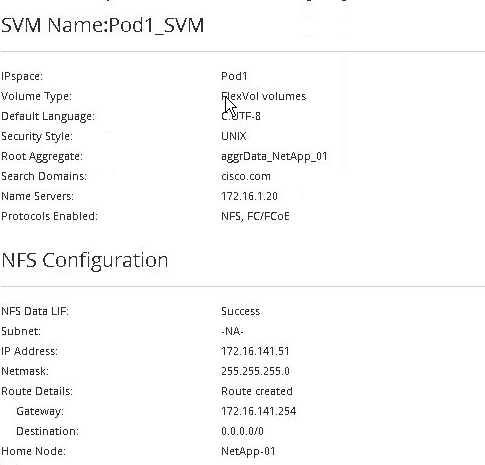 SVM Name:Pod1_SVM
IPspace: Pod1
Volume Type: FlexVol volumes
Default Language: C.UTF-8
Security Style: UNIX
Root Aggregate: aggrData_NetApp_01
Search Domains: cisco.com
Name Servers: 172.16.1.20
Protocols Enabled: NFS, FC/FCoE
NFS Configuration
NFS Data LIF: Success
Subnet: -NA-
IP Address: 172.16.141.51
Netmask: 255.255.255.0
Route Details: Route created
Gateway: 172.16.141.254
Destination: 0.0.0.0/0
Home Node: NetApp-01